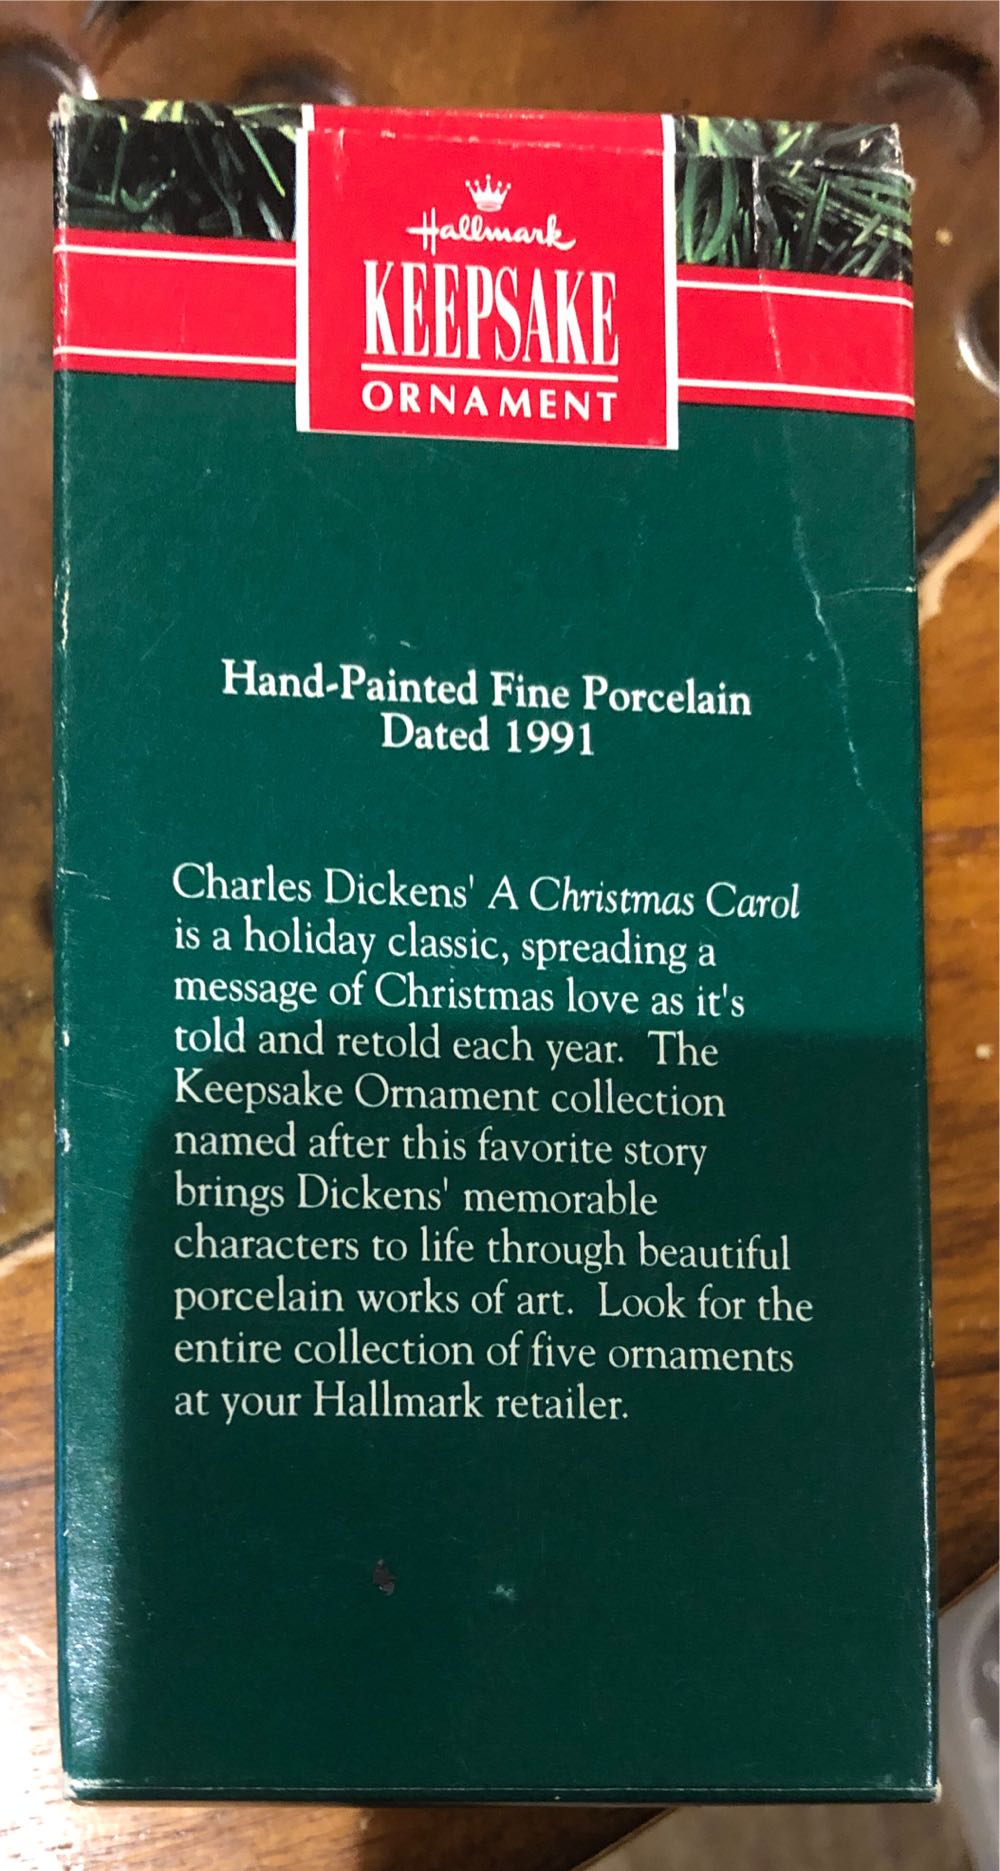 Hallmark
KEEPSAKE
ORNAMENT
Hand-Painted Fine Porcelain
Dated 1991
Charles Dickens' A Christmas Carol
is a holiday classic, spreading a
message of Christmas love as it's
told and retold each year. The
Keepsake Ornament collection
named after this favorite story
brings Dickens' memorable
characters to life through beautiful
porcelain works of art. Look for the
entire collection of five ornaments
at your Hallmark retailer.